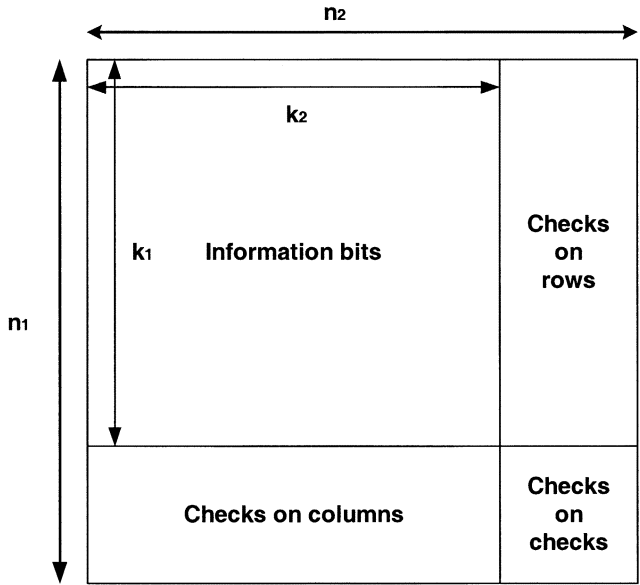 n2
k2
k1
Information bits
Checks
on
rows
n1
Checks on columns
Checks
on
checks